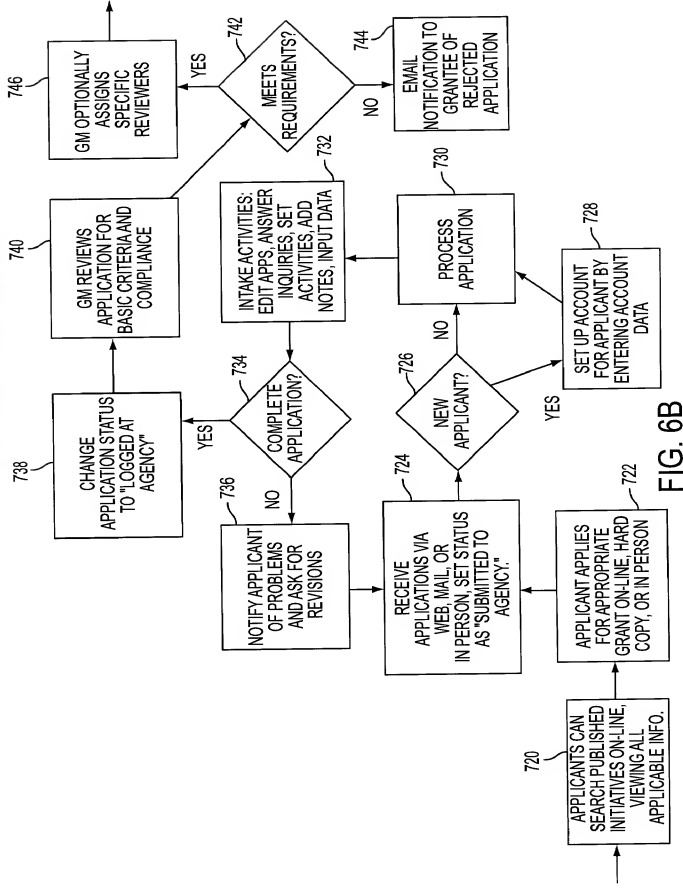 720
APPLICANTS CAN
SEARCH PUBLISHED
INITIATIVES ON-LINE,
VIEWING ALL
APPLICABLE INFO.
722
APPLICANT APPLIES
FOR APPROPRIATE
GRANT ON-LINE, HARD
COPY, OR IN PERSON
724
RECEIVE
APPLICATIONS VIA
WEB, MAIL, OR
IN PERSON, SET STATUS
AS "SUBMITTED TO
AGENCY."
726
NEW
APPLICANT?
YES
NO
728
SET UP ACCOUNT
FOR APPLICANT BY
ENTERING ACCOUNT
DATA
730
PROCESS
APPLICATION
732
INTAKE ACTIVITIES:
EDIT APPS, ANSWER
INQUIRIES, SET
ACTIVITIES, ADD
NOTES, INPUT DATA
734
COMPLETE
APPLICATION?
NO
YES
736
NOTIFY APPLICANT
OF PROBLEMS
AND ASK FOR
REVISIONS
738
CHANGE
APPLICATION STATUS
TO "LOGGED AT
AGENCY"
740
GM REVIEWS
APPLICATION FOR
BASIC CRITERIA AND
COMPLIANCE
742
MEETS
REQUIREMENTS?
YES
NO
744
EMAIL
NOTIFICATION TO
GRANTEE OF
REJECTED
APPLICATION
746
GM OPTIONALLY
ASSIGNS
SPECIFIC
REVIEWERS
FIG. 6B